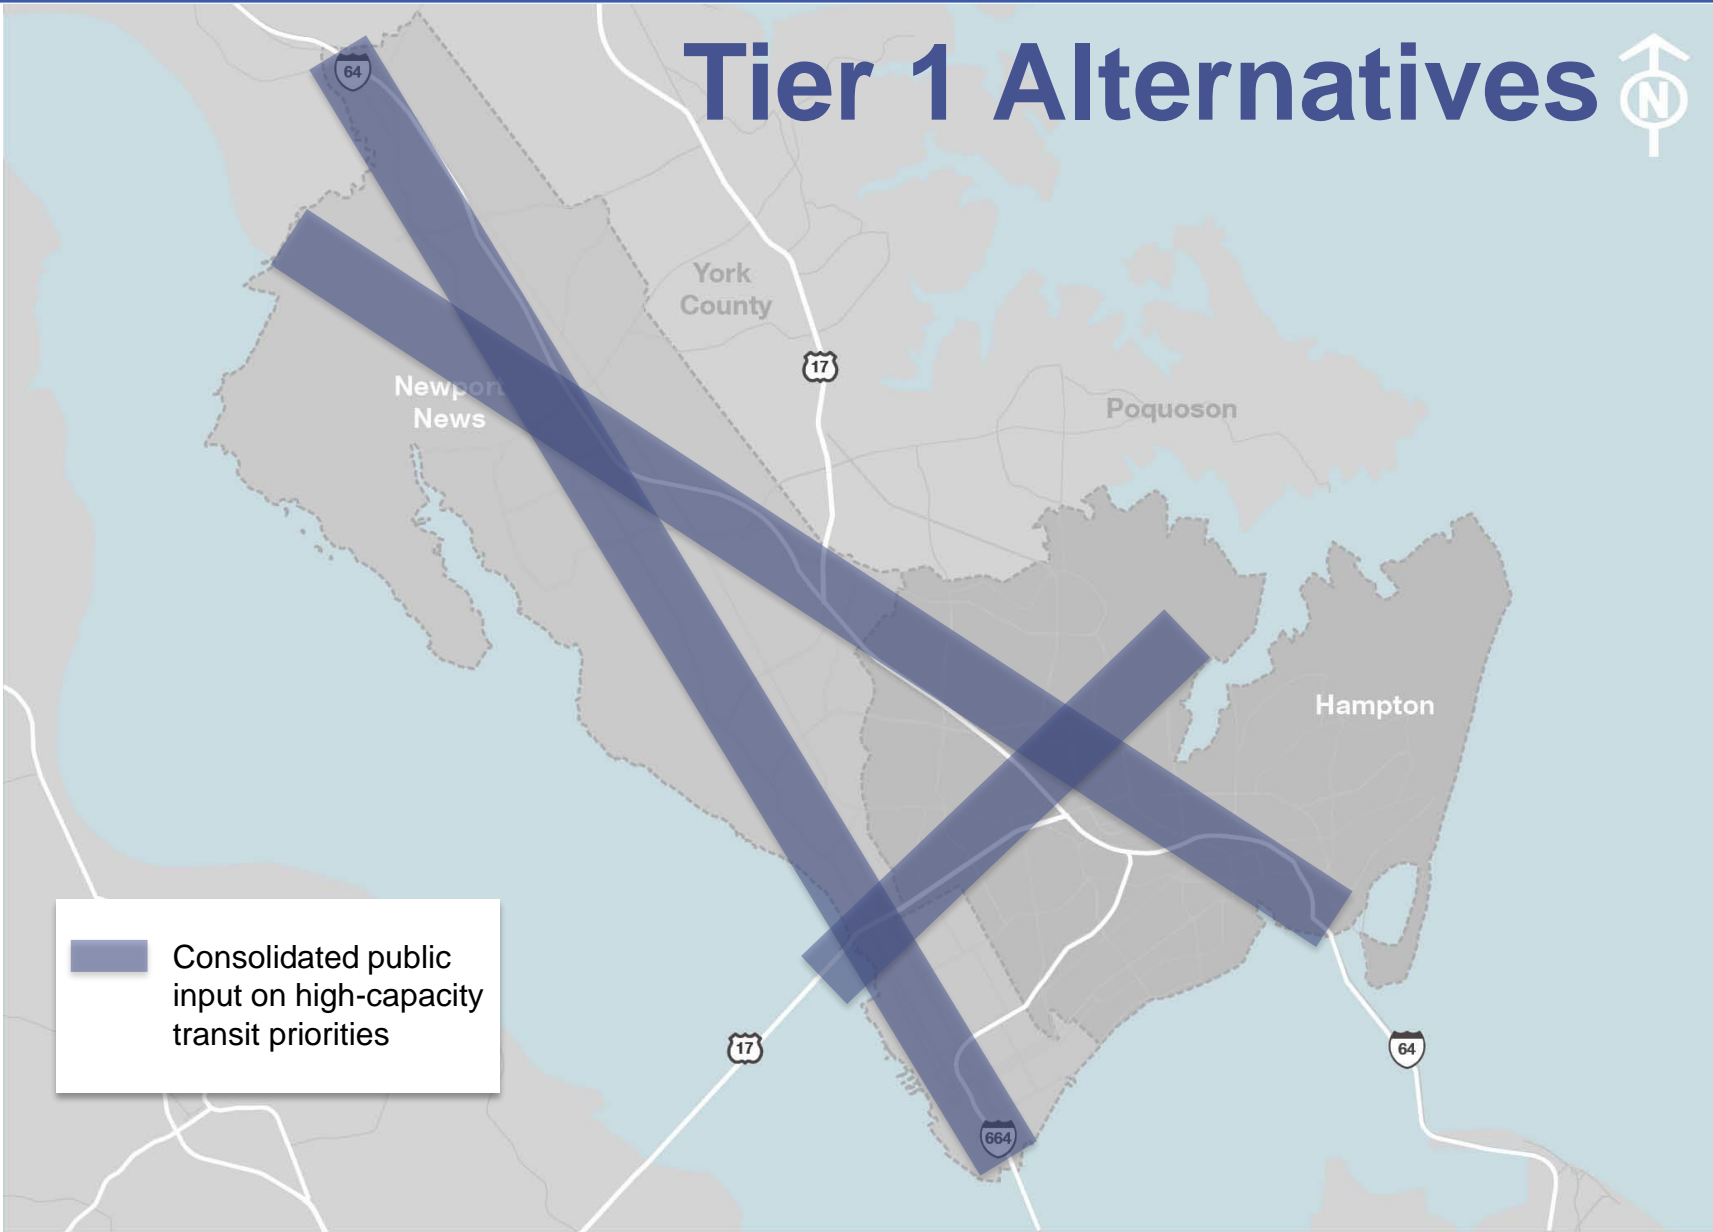 Tier 1 Alternatives
N
64
York
County
17
Newport
News
Poquoson
Hampton
Consolidated public
input on high-capacity
transit priorities
17
64
664